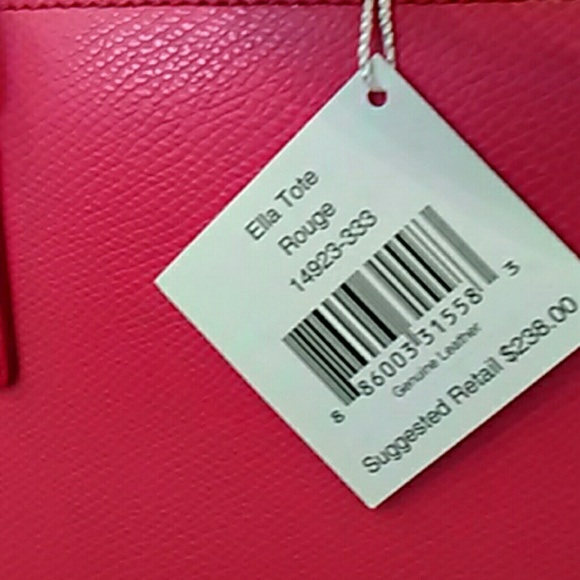 Ella Tote
Rouge
14923-333
8 86003 31558 3
Genuine Leather
Suggested Retail $238.00